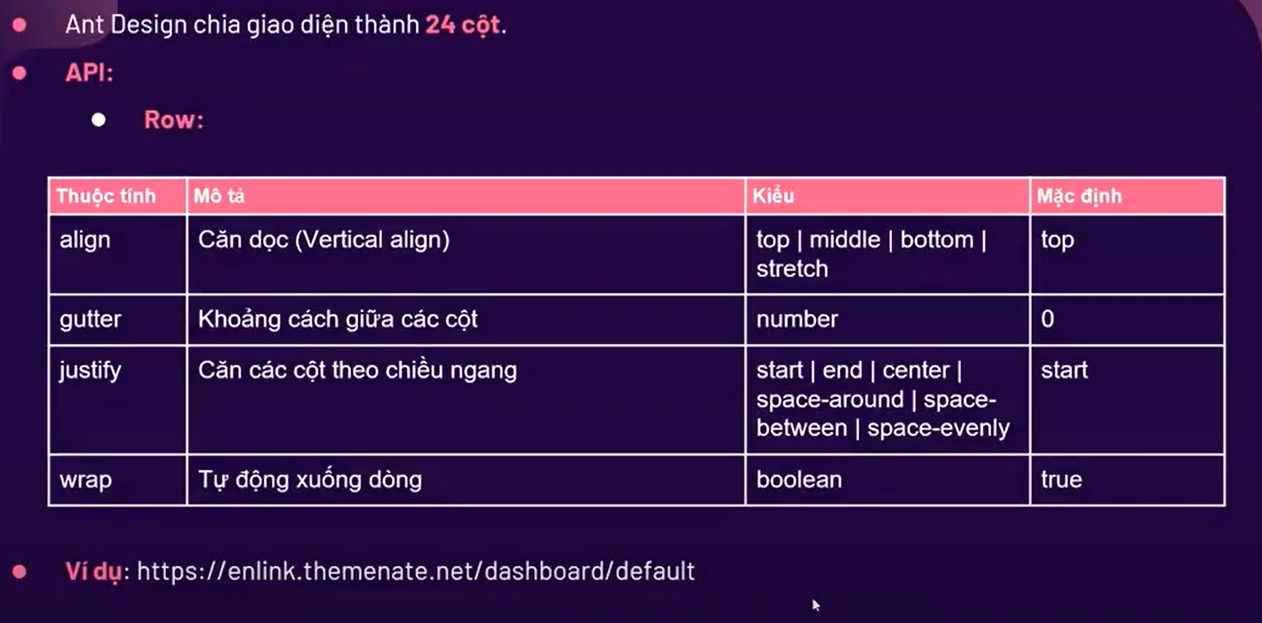 Ant Design chia giao diện thành 24 cột.
API:
Row:
Thuộc tính Mô tả Kiểu Mặc định
align Căn dọc (Vertical align) top | middle | bottom | top
stretch
gutter Khoảng cách giữa các cột number 0
justify Căn các cột theo chiều ngang start | end | center | start
space-around | space-
between | space-evenly
wrap Tự động xuống dòng boolean true
Ví dụ: https://enlink.themenate.net/dashboard/default